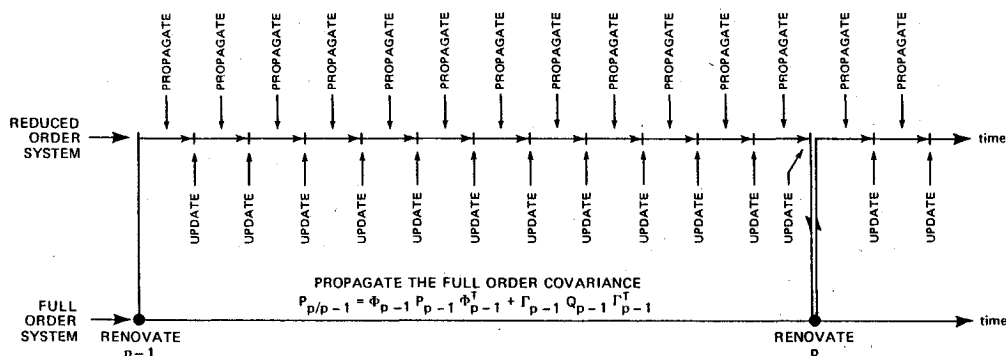 PROPAGATE
PROPAGATE
PROPAGATE
PROPAGATE
PROPAGATE
PROPAGATE
PROPAGATE
PROPAGATE
PROPAGATE
PROPAGATE
PROPAGATE
PROPAGATE
PROPAGATE
PROPAGATE
REDUCED
ORDER
SYSTEM
time
UPDATE
UPDATE
UPDATE
UPDATE
UPDATE
UPDATE
UPDATE
UPDATE
UPDATE
UPDATE
UPDATE
UPDATE
UPDATE
UPDATE
PROPAGATE THE FULL ORDER COVARIANCE
P_{p/p-1} = Φ_{p-1} P_{p-1} Φ^T_{p-1} + Γ_{p-1} Q_{p-1} Γ^T_{p-1}
FULL
ORDER
SYSTEM
time
RENOVATE
p-1
RENOVATE
p